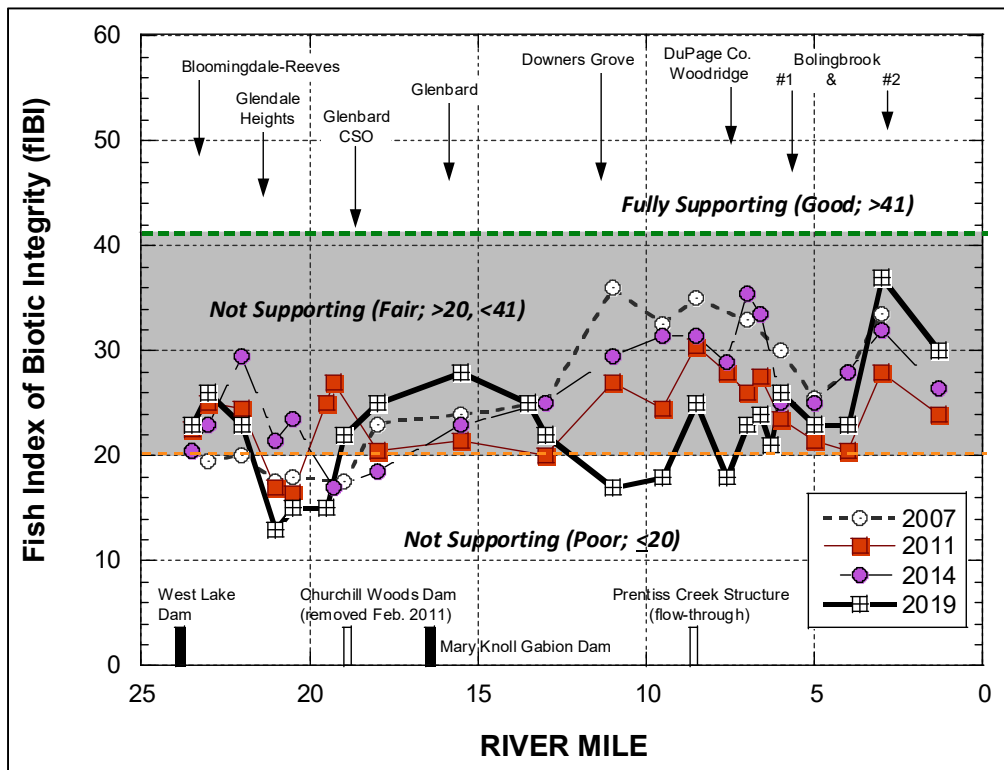 Fish Index of Biotic Integrity (fIBI)
60
50
40
30
20
10
0
Bloomingdale-Reeves
Glendale
Heights
Glenbard
CSO
Glenbard
Downers Grove
DuPage Co.
Woodridge
Bolingbrook
#1 & #2
Fully Supporting (Good; >41)
Not Supporting (Fair; >20, <41)
Not Supporting (Poor; ≤20)
2007
2011
2014
2019
West Lake
Dam
Churchill Woods Dam
(removed Feb. 2011)
Mary Knoll Gabion Dam
Prentiss Creek Structure
(flow-through)
25 20 15 10 5 0
RIVER MILE